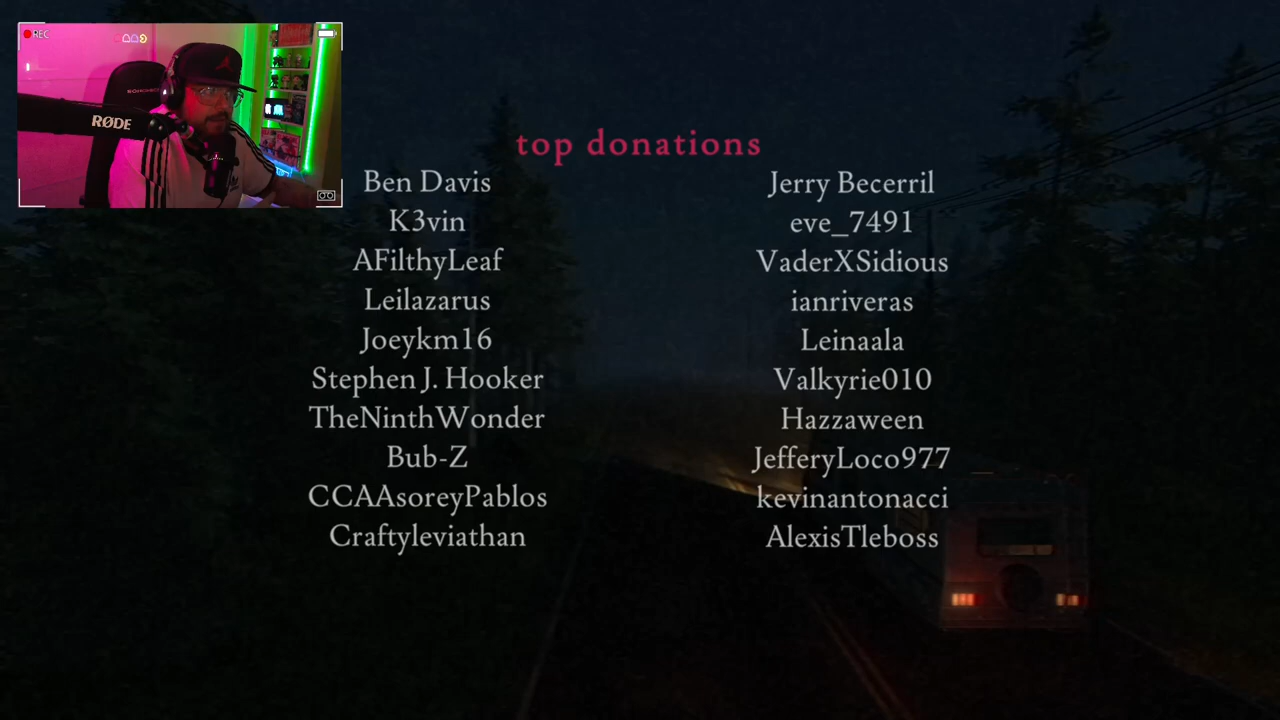 REC
RØDE
top donations
Ben Davis
K3vin
AFilthyLeaf
Leilazarus
Joeykm16
Stephen J. Hooker
TheNinthWonder
Bub-Z
CCAAsoreyPablos
Craftyleviathan
Jerry Becerril
eve_7491
VaderXSidious
ianriveras
Leinaala
Valkyrie010
Hazzaween
JefferyLoco977
kevinantonacci
AlexisTleboss